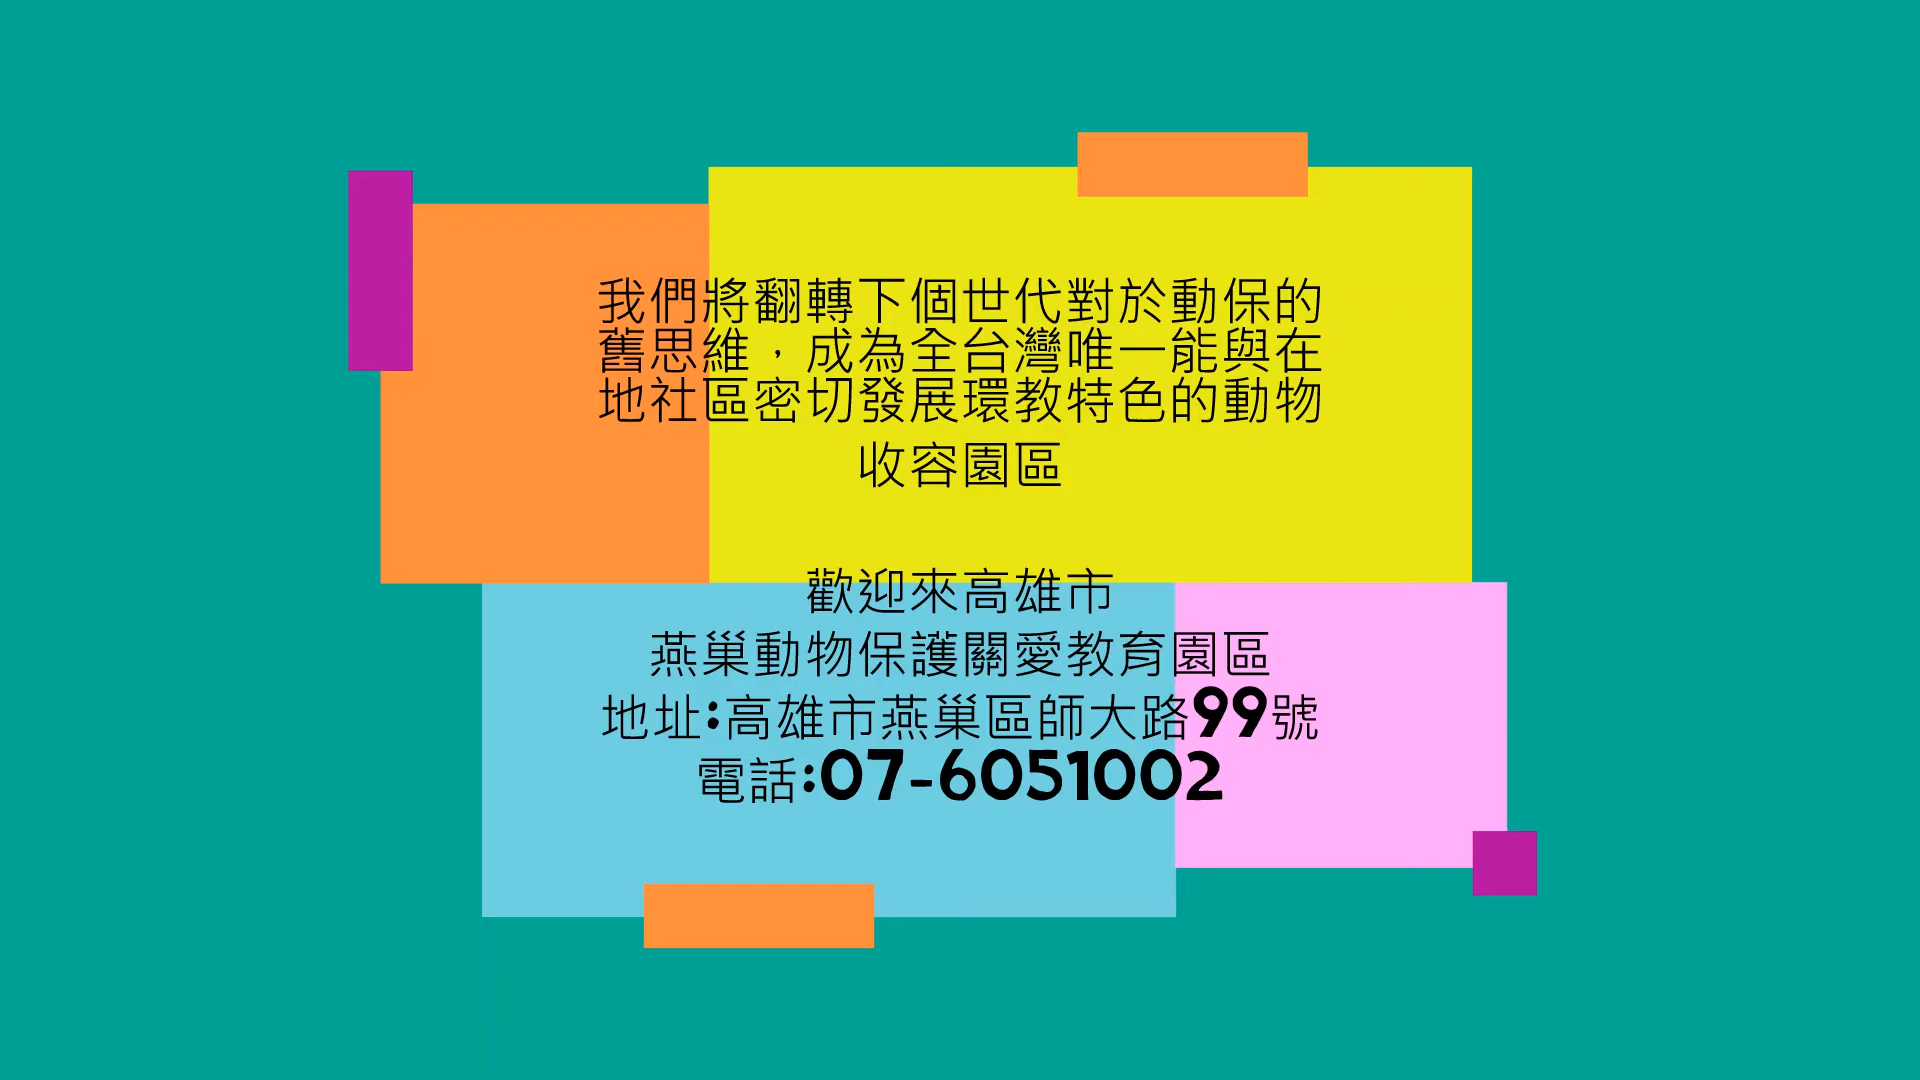 我們將翻轉下個世代對於動保的
舊思維，成為全台灣唯一能與在
地社區密切發展環教特色的動物
收容園區
歡迎來高雄市
燕巢動物保護關愛教育園區
地址:高雄市燕巢區師大路99號
電話:07-6051002